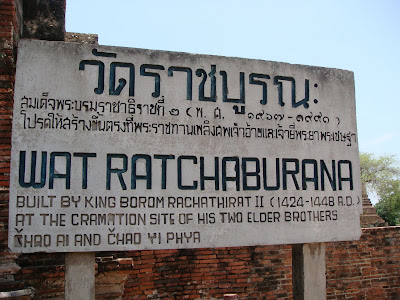 วัดราชบูรณะ
สมเด็จพระบรมราชาธิราชที่ ๒ (พ.ศ. ๑๙๖๗-๑๙๙๑)
โปรดให้สร้างขึ้นตรงที่พระราชทานเพลิงศพเจ้าอ้ายและเจ้ายี่พระยาพระเชษฐา
WAT RATCHABURANA
BUILT BY KING BOROM RACHATHIRAT II (1424-1448 A.D.)
AT THE CRAMATION SITE OF HIS TWO ELDER BROTHERS
ČHAO AI AND ČHAO YI PHYA